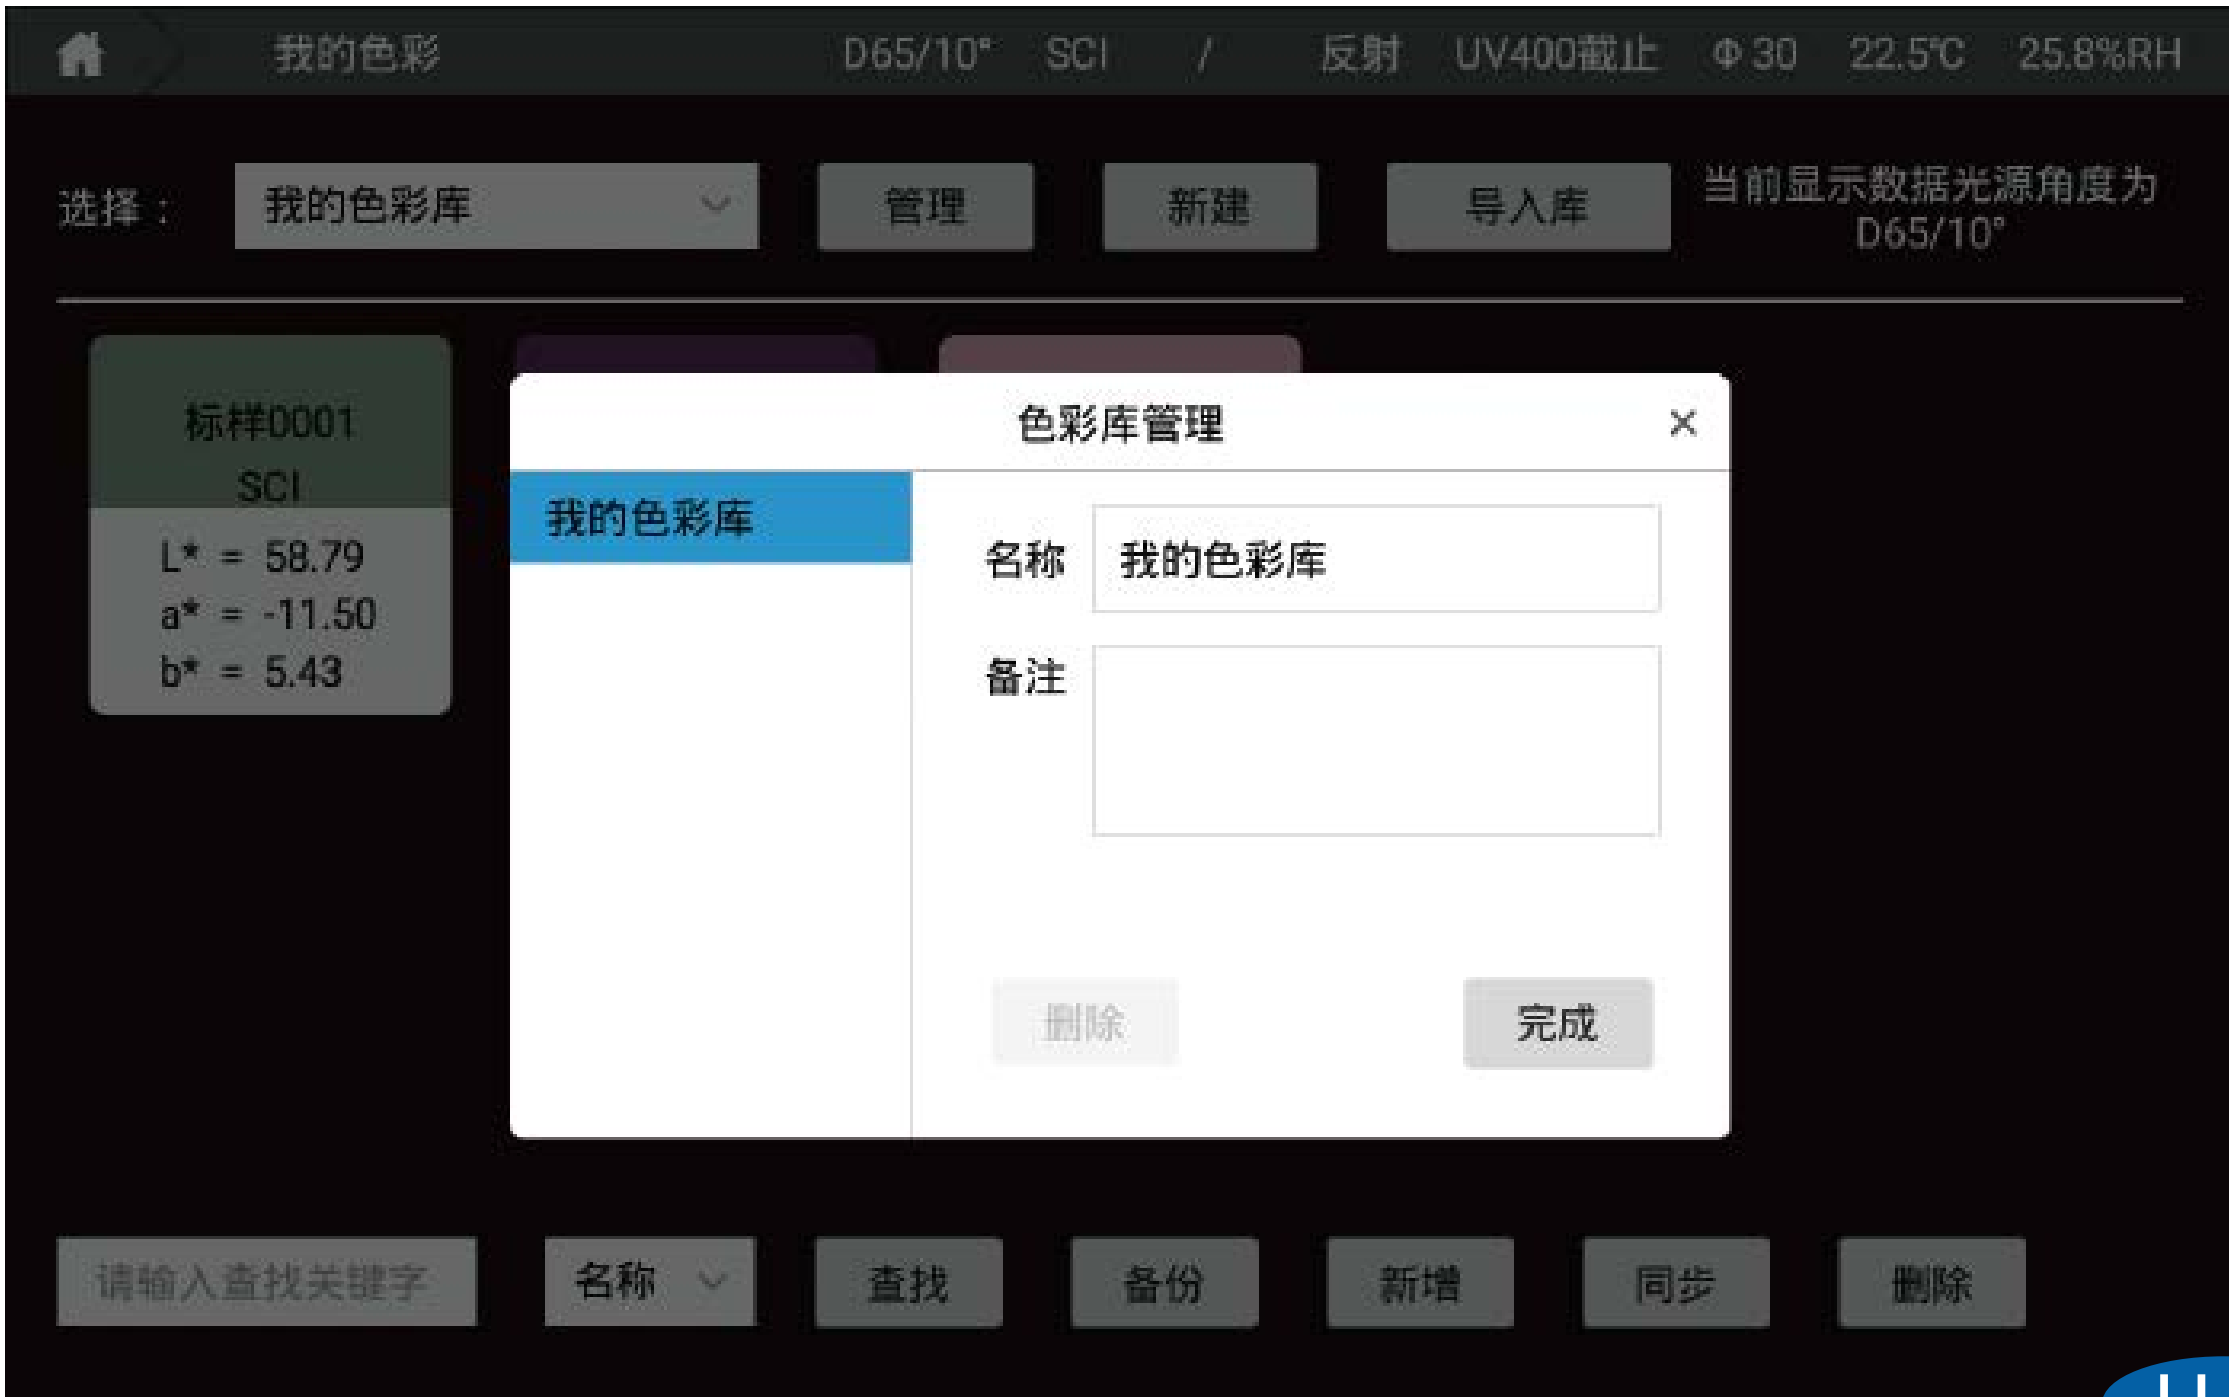 我的色彩 D65/10° SCI / 反射 UV400截止 Φ30 22.5℃ 25.8%RH
选择： 我的色彩库 管理 新建 导入库 当前显示数据光源角度为
D65/10°
标样0001
SCI
L* = 58.79
a* = -11.50
b* = 5.43
色彩库管理 ×
我的色彩库
名称 我的色彩库
备注
删除 完成
请输入查找关键字 名称 查找 备份 新增 同步 删除